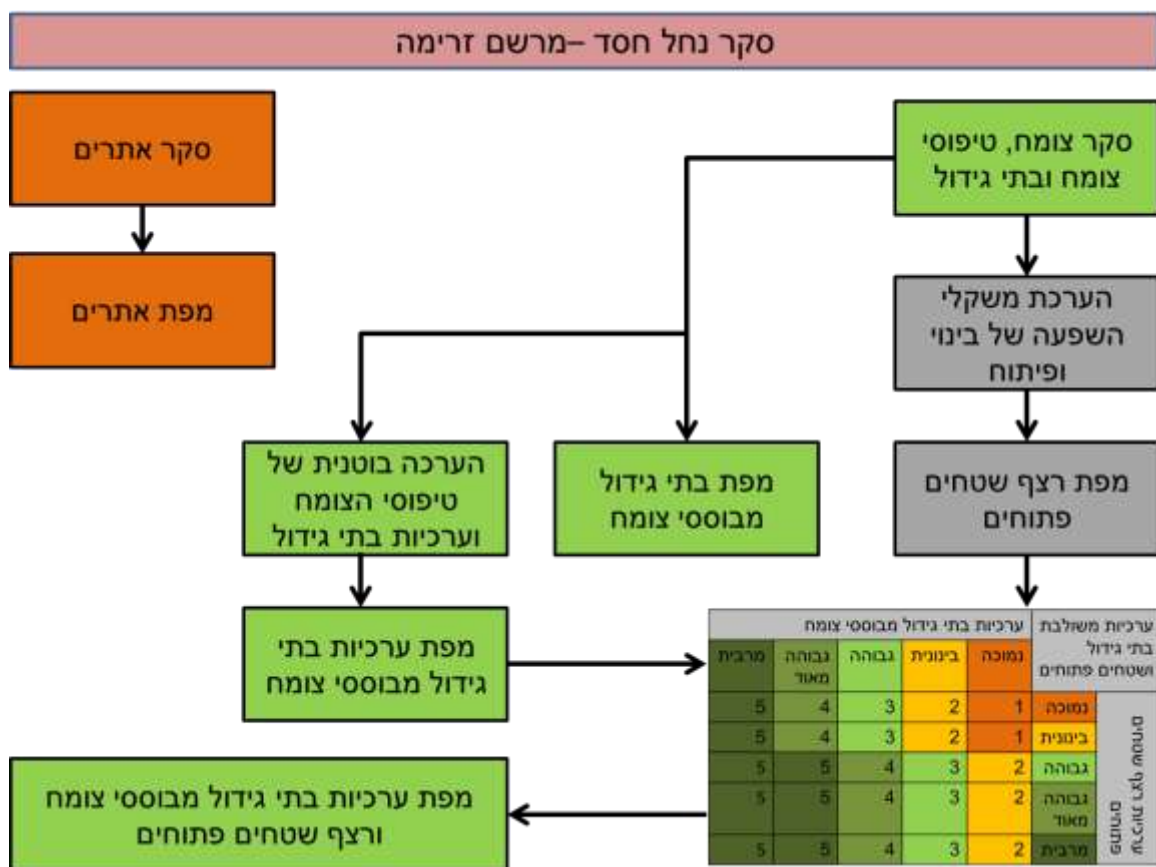 סקר נחל חסד –מרשם זרימה
סקר צומח, טיפוסי
צומח ובתי גידול
סקר אתרים
הערכת משקלי
השפעה של בינוי
ופיתוח
מפת אתרים
מפת רצף שטחים
פתוחים
מפת בתי גידול
מבוססי צומח
הערכה בוטנית של
טיפוסי הצומח
וערכיות בתי גידול
מפת ערכיות בתי
גידול מבוססי צומח
ערכיות משולבת
בתי גידול
ושטחים פתוחים
ערכיות בתי גידול מבוססי צומח
נמוכה בינונית גבוהה גבוהה מאוד מרבית
ערכיות רצף שטחים
פתוחים
נמוכה 1 2 3 4 5
בינונית 1 2 3 4 5
גבוהה 2 3 4 5 5
גבוהה מאוד 2 3 4 5 5
מרבית 2 3 4 5 5
מפת ערכיות בתי גידול מבוססי צומח
ורצף שטחים פתוחים